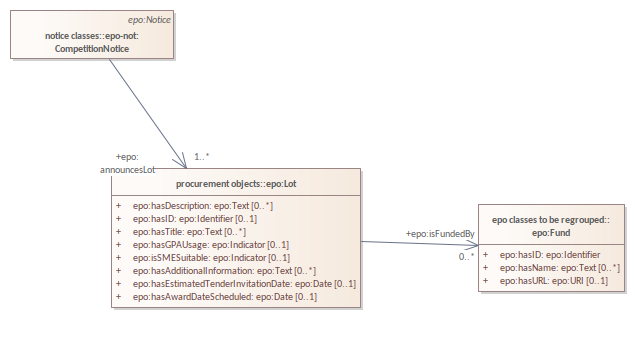 epo:Notice
notice classes::epo-not:
CompetitionNotice
+epo:
announcesLot
1..*
procurement objects::epo:Lot
+ epo:hasDescription: epo:Text [0..*]
+ epo:hasID: epo:Identifier [0..1]
+ epo:hasTitle: epo:Text [0..*]
+ epo:hasGPAUsage: epo:Indicator [0..1]
+ epo:isSMESuitable: epo:Indicator [0..1]
+ epo:hasAdditionalInformation: epo:Text [0..*]
+ epo:hasEstimatedTenderInvitationDate: epo:Date [0..1]
+ epo:hasAwardDateScheduled: epo:Date [0..1]
+epo:isFundedBy
0..*
epo classes to be regrouped::
epo:Fund
+ epo:hasID: epo:Identifier
+ epo:hasName: epo:Text [0..*]
+ epo:hasURL: epo:URI [0..1]